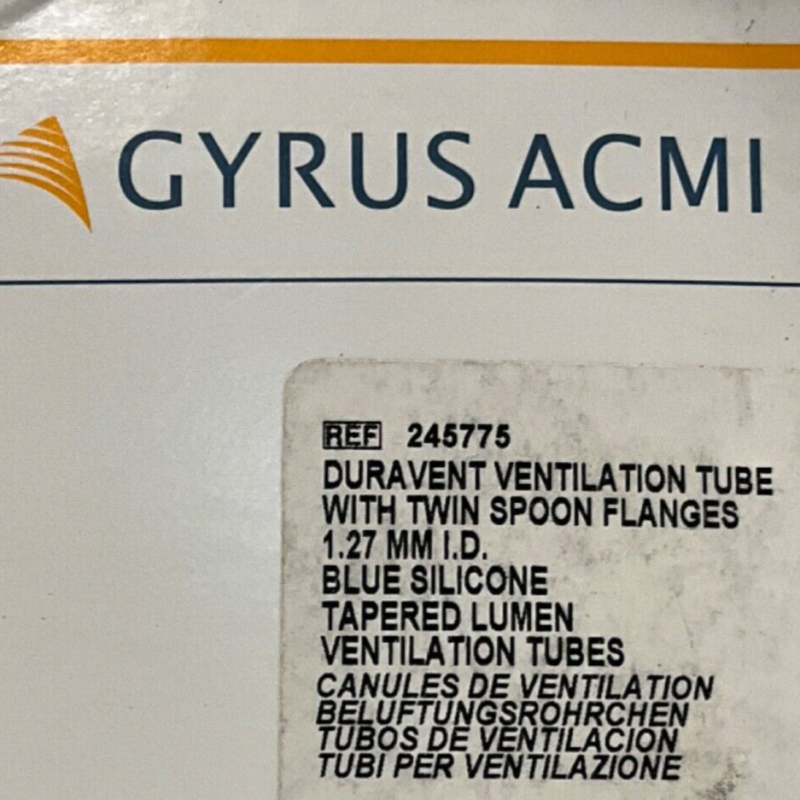 GYRUS ACMI
REF 245775
DURAVENT VENTILATION TUBE
WITH TWIN SPOON FLANGES
1.27 MM I.D.
BLUE SILICONE
TAPERED LUMEN
VENTILATION TUBES
CANULES DE VENTILATION
BELUFTUNGSROHRCHEN
TUBOS DE VENTILACION
TUBI PER VENTILAZIONE